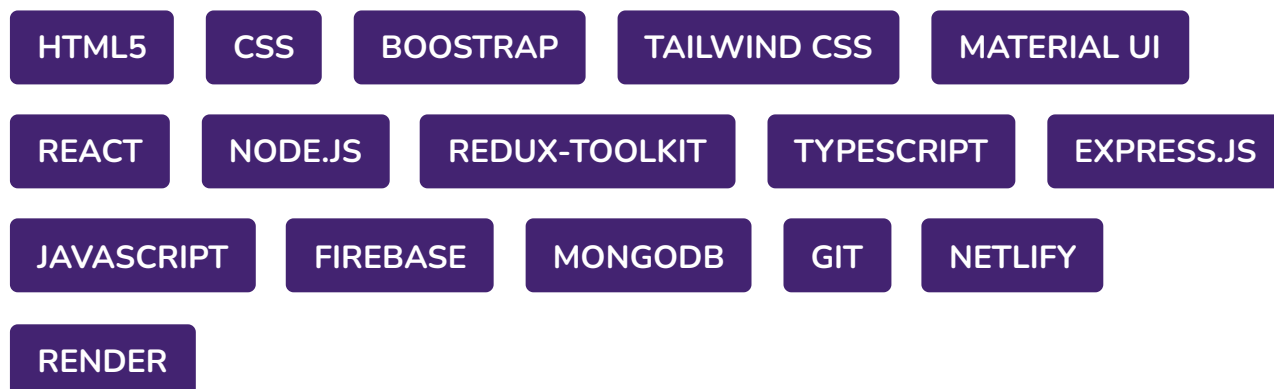 HTML5 CSS BOOSTRAP TAILWIND CSS MATERIAL UI
REACT NODE.JS REDUX-TOOLKIT TYPESCRIPT EXPRESS.JS
JAVASCRIPT FIREBASE MONGODB GIT NETLIFY
RENDER